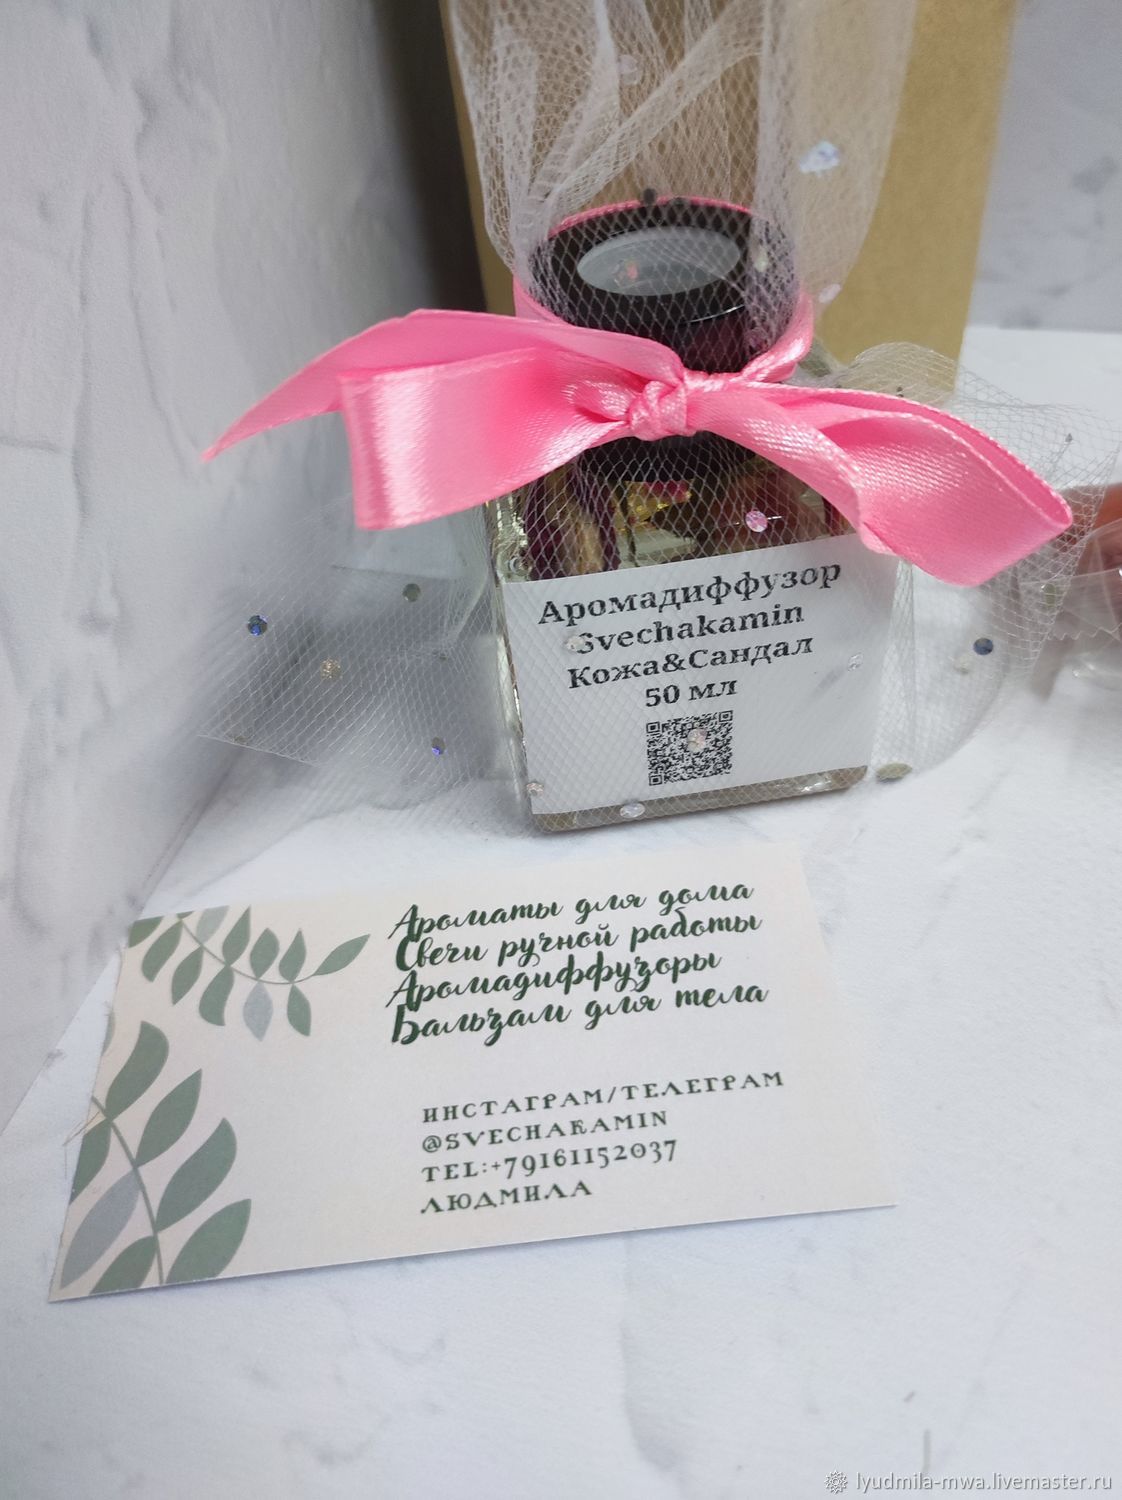 Аромадиффузор
Svechakamin
Кожа&Сандал
50 мл
Ароматы для дома
Свечи ручной работы
Аромадиффузоры
Бальзам для тела
ИНСТАГРАМ/ТЕЛЕГРАМ
@SVECHAKAMIN
TEL:+79161152037
ЛЮДМИЛА
lyudmila-mwa.livemaster.ru